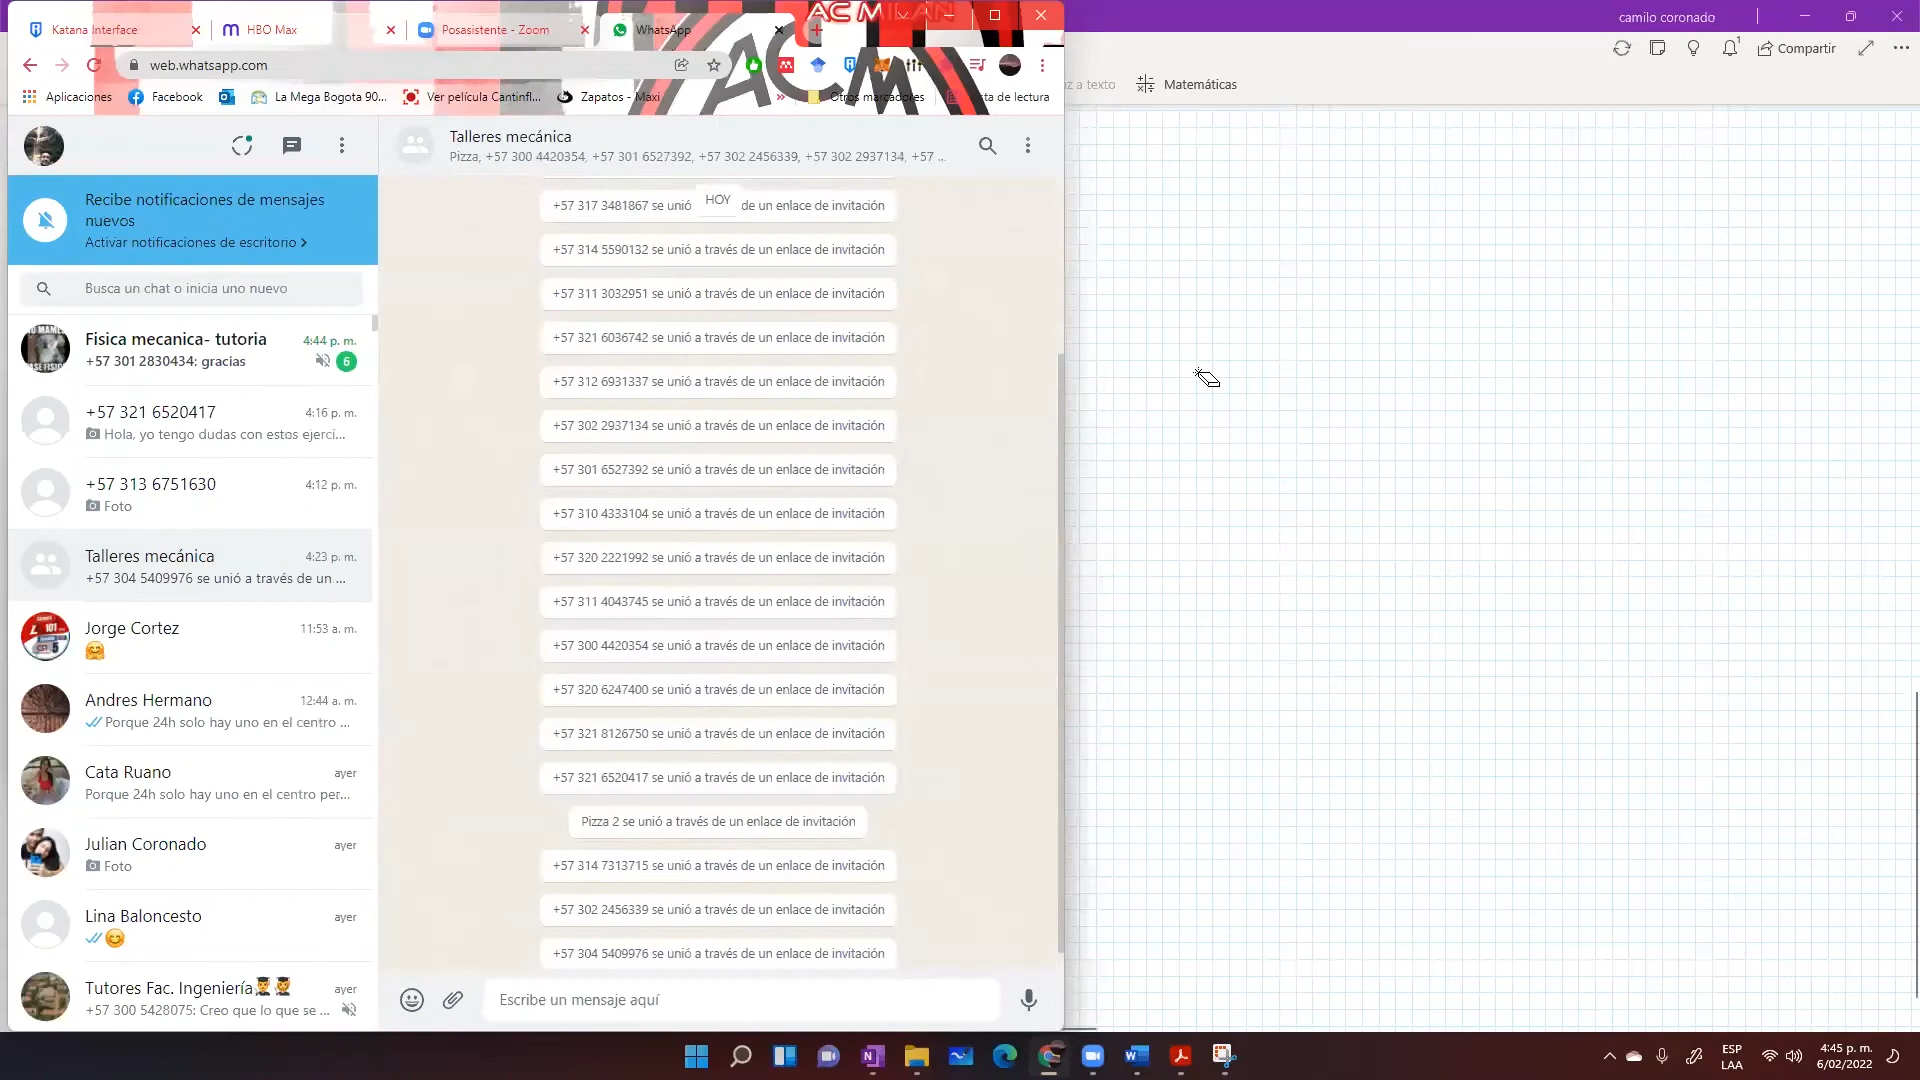 AC MILAN
camilo coronado
Katana Interface
HBO Max
Posasistente - Zoom
WhatsApp
web.whatsapp.com
Compartir
Aplicaciones
Facebook
La Mega Bogota 90...
Ver película Cantinfl...
Zapatos - Maxi
Otros marcadores
de lectura
a texto
Matemáticas
ACM
Talleres mecánica
Pizza, +57 300 4420354, +57 301 6527392, +57 302 2456339, +57 302 2937134, +57 ...
Recibe notificaciones de mensajes
nuevos
Activar notificaciones de escritorio >
Busca un chat o inicia uno nuevo
Fisica mecanica- tutoria
4:44 p. m.
+57 301 2830434: gracias
6
+57 321 6520417
4:16 p. m.
Hola, yo tengo dudas con estos ejercí...
+57 313 6751630
4:12 p. m.
Foto
Talleres mecánica
4:23 p. m.
+57 304 5409976 se unió a través de un...
Jorge Cortez
11:53 a. m.
Andres Hermano
12:44 a. m.
Porque 24h solo hay uno en el centro ...
Cata Ruano
ayer
Porque 24h solo hay uno en el centro per...
Julian Coronado
ayer
Foto
Lina Baloncesto
ayer
Tutores Fac. Ingeniería
ayer
+57 300 5428075: Creo que lo que se ...
HOY
+57 317 3481867 se unió de un enlace de invitación
+57 314 5590132 se unió a través de un enlace de invitación
+57 311 3032951 se unió a través de un enlace de invitación
+57 321 6036742 se unió a través de un enlace de invitación
+57 312 6931337 se unió a través de un enlace de invitación
+57 302 2937134 se unió a través de un enlace de invitación
+57 301 6527392 se unió a través de un enlace de invitación
+57 310 4333104 se unió a través de un enlace de invitación
+57 320 2221992 se unió a través de un enlace de invitación
+57 311 4043745 se unió a través de un enlace de invitación
+57 300 4420354 se unió a través de un enlace de invitación
+57 320 6247400 se unió a través de un enlace de invitación
+57 321 8126750 se unió a través de un enlace de invitación
+57 321 6520417 se unió a través de un enlace de invitación
Pizza 2 se unió a través de un enlace de invitación
+57 314 7313715 se unió a través de un enlace de invitación
+57 302 2456339 se unió a través de un enlace de invitación
+57 304 5409976 se unió a través de un enlace de invitación
Escribe un mensaje aquí
ESP
LAA
4:45 p. m.
6/02/2022